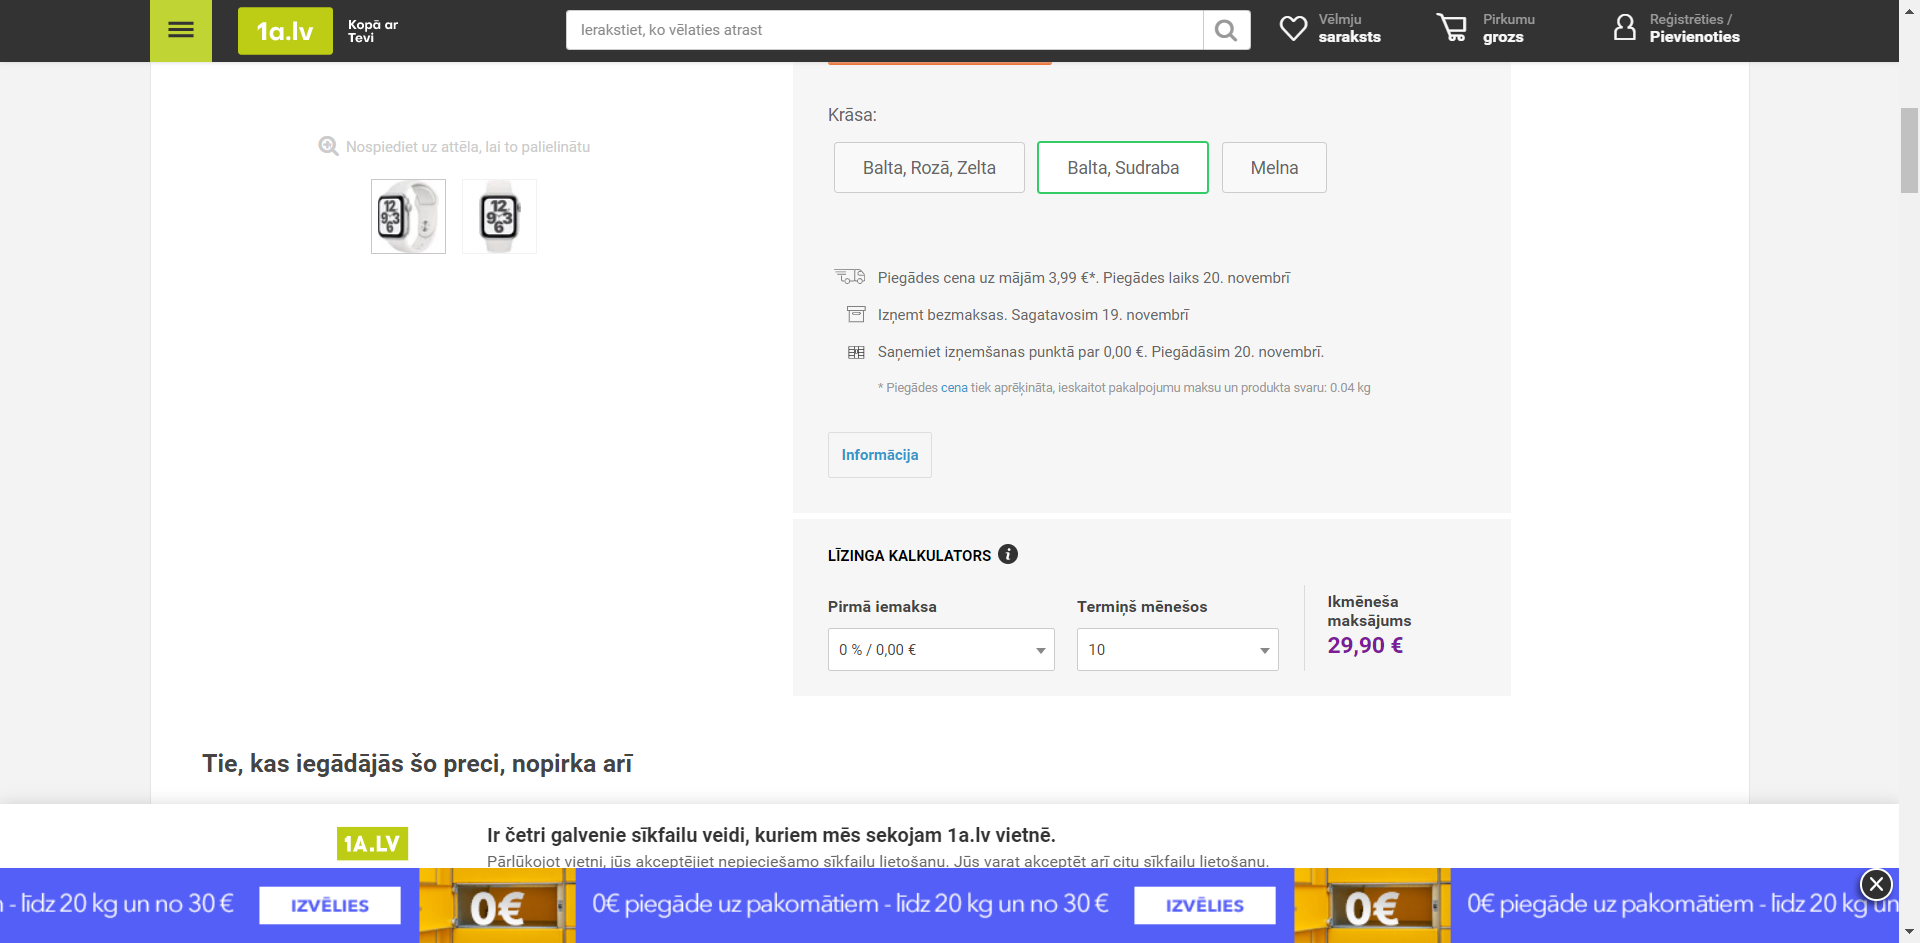 1a.lv
Kopā ar
Tevi
Ierakstiet, ko vēlaties atrast
Vēlmju
saraksts
Pirkumu
grozs
Reģistrēties /
Pievienoties
Krāsa:
Balta, Rozā, Zelta
Balta, Sudraba
Melna
Nospiediet uz attēla, lai to palielinātu
Piegādes cena uz mājām 3,99 €*. Piegādes laiks 20. novembrī
Izņemt bezmaksas. Sagatavosim 19. novembrī
Saņemiet izņemšanas punktā par 0,00 €. Piegādāsim 20. novembrī.
* Piegādes cena tiek aprēķināta, ieskaitot pakalpojumu maksu un produkta svaru: 0.04 kg
Informācija
LĪZINGA KALKULATORS
Pirmā iemaksa
0 % / 0,00 €
Termiņš mēnešos
10
Ikmēneša
maksājums
29,90 €
Tie, kas iegādājās šo preci, nopirka arī
1A.LV
Ir četri galvenie sīkfailu veidi, kuriem mēs sekojam 1a.lv vietnē.
Pārlūkojot vietni, jūs akceptējiet nepieciešamo sīkfailu lietošanu. Jūs varat akceptēt arī citu sīkfailu lietošanu.
- līdz 20 kg un no 30 € IZVĒLIES 0€ 0€ piegāde uz pakomātiem - līdz 20 kg un no 30 € IZVĒLIES 0€ 0€ piegāde uz pakomātiem - līdz 20 kg un